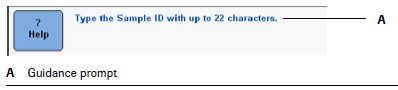 ?
Help
Type the Sample ID with up to 22 characters.
A
A Guidance prompt